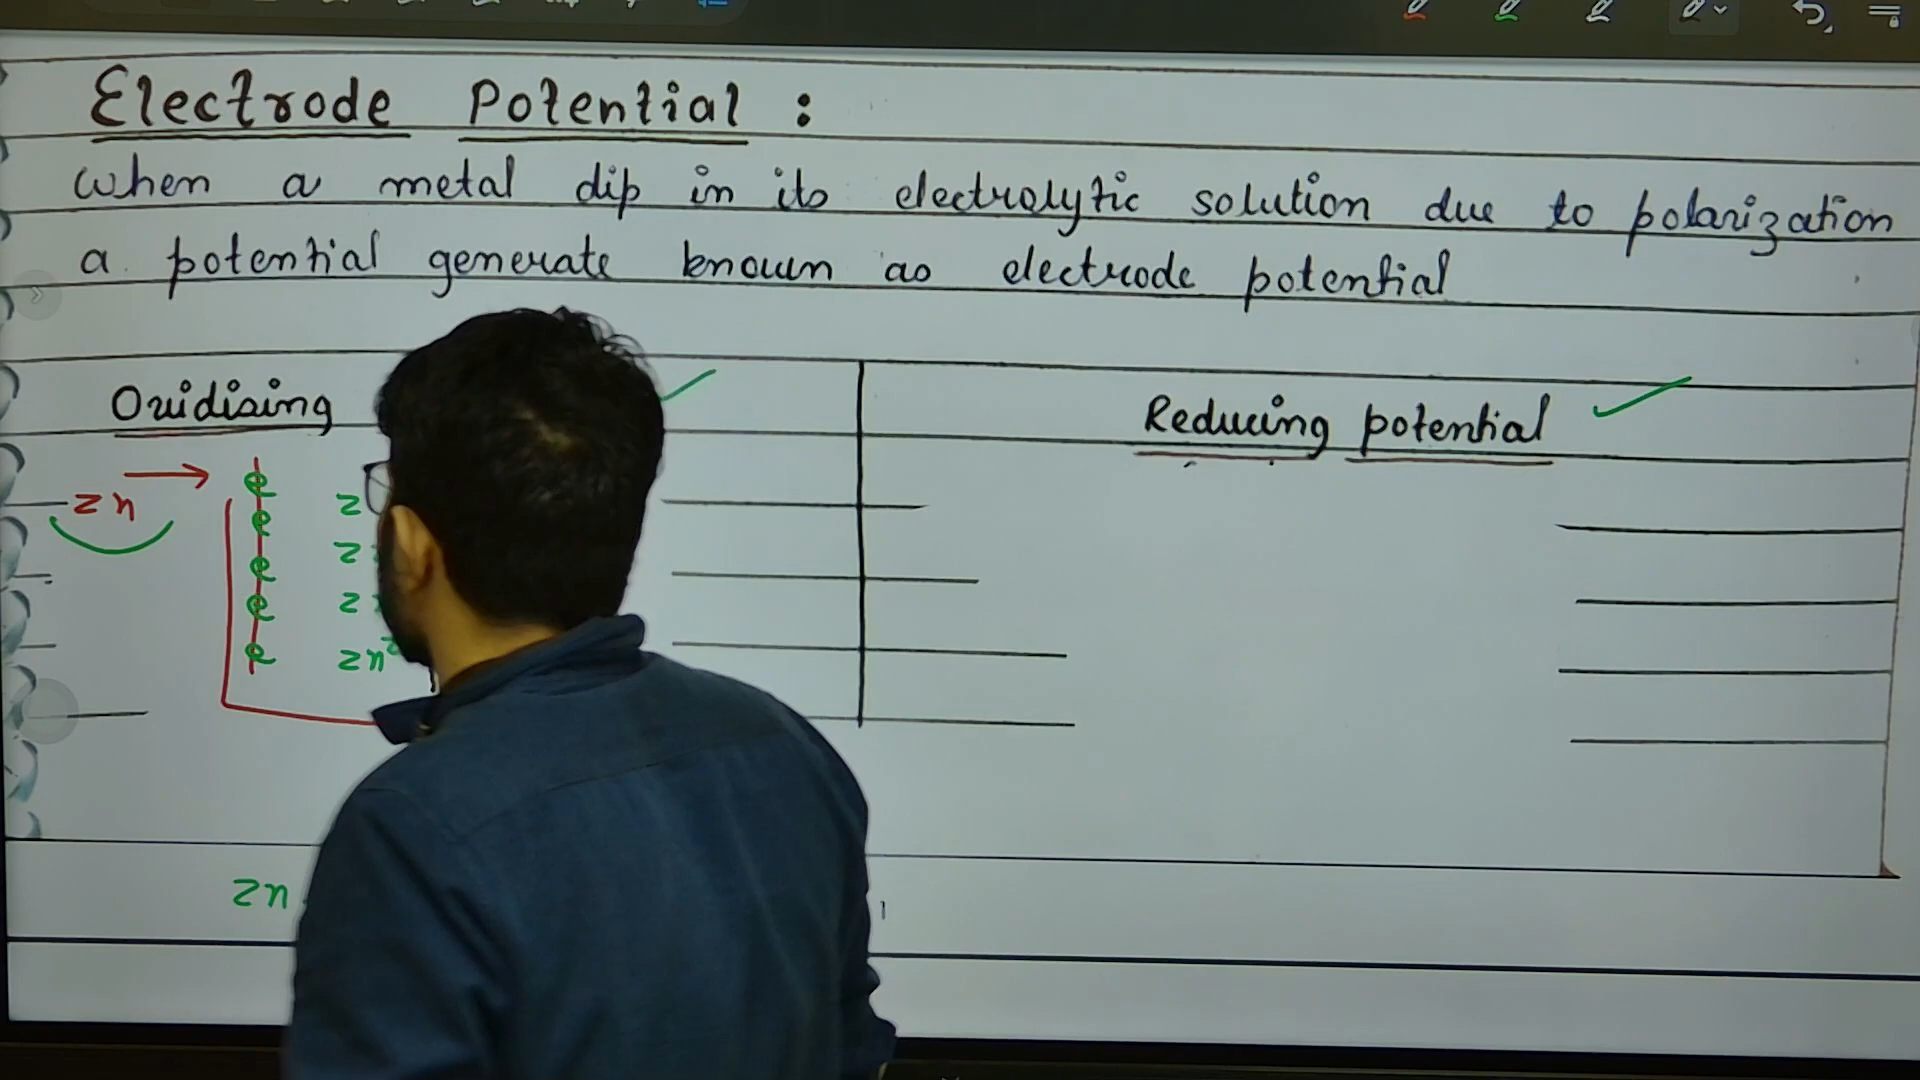 Electrode Potential :
when a metal dip in its electrolytic solution due to polarization
a potential generate known as electrode potential
Oxidising
Reducing potential
Zn
e
e
e
e
e
Zn
Zn